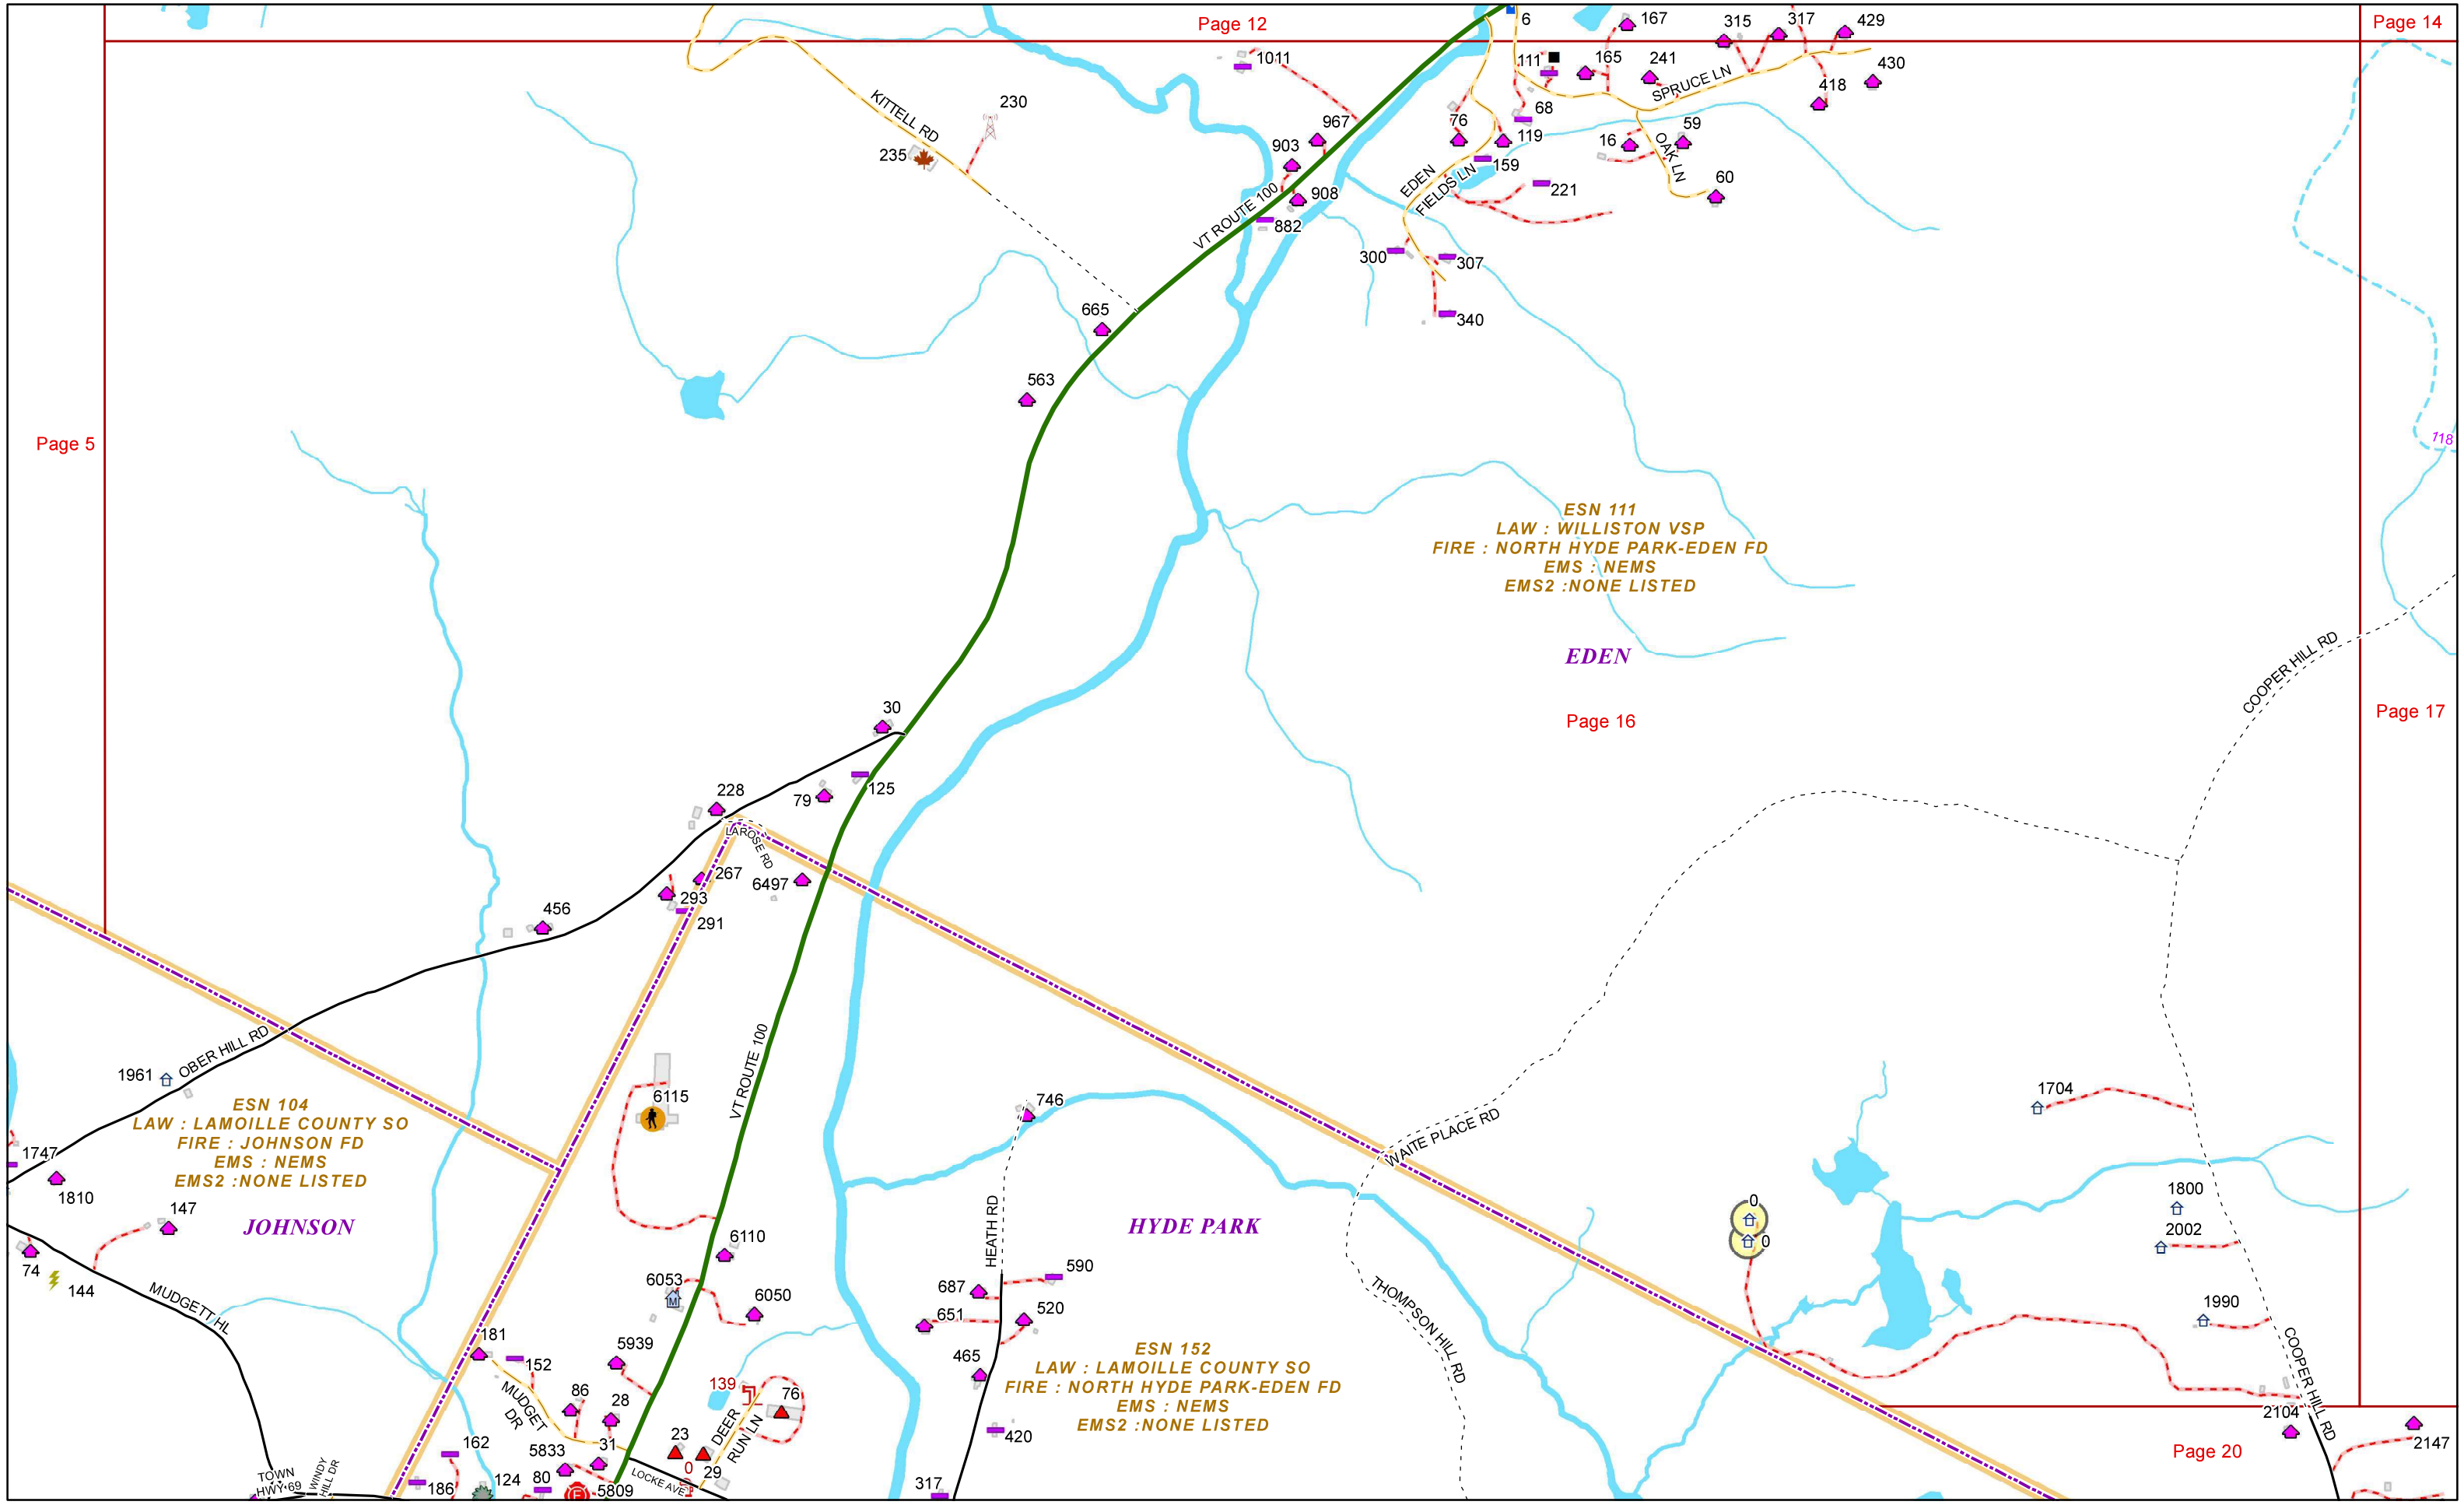 Page 12
Page 14
6
167
315
317
429
1011
111
165
241
430
SPRUCE LN
418
KITTELL RD
230
68
235
967
76
119
16
59
OAK LN
903
159
EDEN
FIELDS LN
221
60
908
VT ROUTE 100
882
300
307
340
665
563
Page 5
118
ESN 111
LAW : WILLISTON VSP
FIRE : NORTH HYDE PARK-EDEN FD
EMS : NEMS
EMS2 :NONE LISTED
EDEN
COOPER HILL RD
Page 16
Page 17
30
125
79
228
LAROSE RD
267
6497
293
291
456
OBER HILL RD
1961
VT ROUTE 100
6115
746
1704
WAITE PLACE RD
ESN 104
LAW : LAMOILLE COUNTY SO
FIRE : JOHNSON FD
EMS : NEMS
EMS2 :NONE LISTED
1747
1810
147
JOHNSON
HYDE PARK
HEATH RD
0
0
1800
2002
74
144
MUDGETT HL
6110
6053
M
6050
687
590
651
520
THOMPSON HILL RD
1990
COOPER HILL RD
181
152
5939
465
ESN 152
LAW : LAMOILLE COUNTY SO
FIRE : NORTH HYDE PARK-EDEN FD
EMS : NEMS
EMS2 :NONE LISTED
MUDGET
DR
86
28
139
76
DEER
RUN LN
2104
2147
Page 20
162
5833
31
23
29
0
420
TOWN
HWY 69
WINDY
HILL DR
186
124
80
F
5809
LOCKE AVE
317